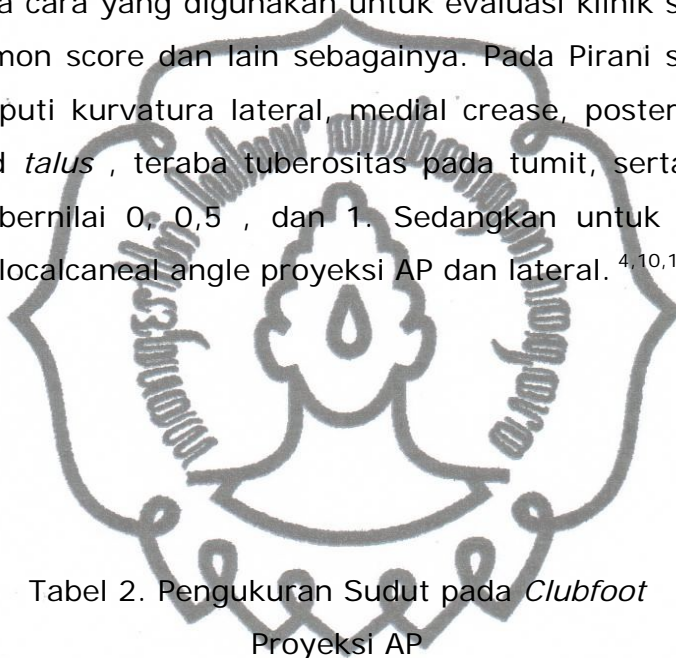 a cara yang digunakan untuk evaluasi klinik s
mon score dan lain sebagainya. Pada Pirani s
puti kurvatura lateral, medial crease, poster
d talus , teraba tuberositas pada tumit, serta
bernilai 0, 0,5 , dan 1. Sedangkan untuk
localcaneal angle proyeksi AP dan lateral. 4,10,1
Tabel 2. Pengukuran Sudut pada Clubfoot
Proyeksi AP